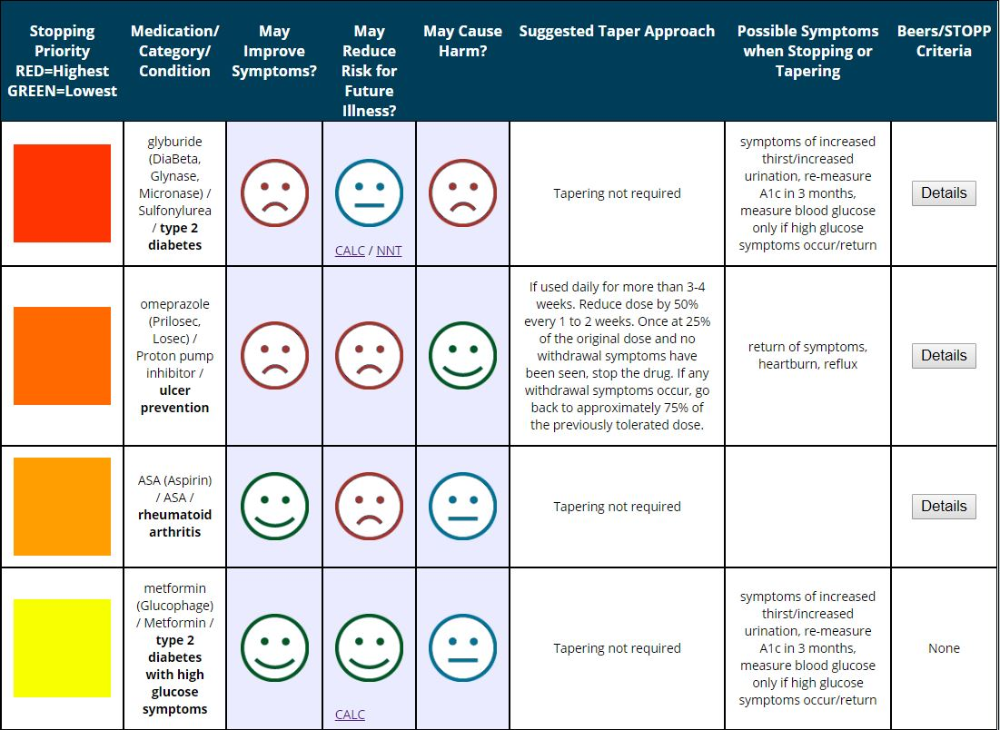 Stopping
Priority
RED=Highest
GREEN=Lowest
Medication/
Category/
Condition
May
Improve
Symptoms?
May
Reduce
Risk for
Future
Illness?
May Cause
Harm?
Suggested Taper Approach
Possible Symptoms
when Stopping or
Tapering
Beers/STOPP
Criteria
glyburide
(DiaBeta,
Glynase,
Micronase) /
Sulfonylurea
/ type 2
diabetes
CALC / NNT
Tapering not required
symptoms of increased
thirst/increased
urination, re-measure
A1c in 3 months,
measure blood glucose
only if high glucose
symptoms occur/return
Details
omeprazole
(Prilosec,
Losec) /
Proton pump
inhibitor /
ulcer
prevention
If used daily for more than 3-4
weeks. Reduce dose by 50%
every 1 to 2 weeks. Once at 25%
of the original dose and no
withdrawal symptoms have
been seen, stop the drug. If any
withdrawal symptoms occur, go
back to approximately 75% of
the previously tolerated dose.
return of symptoms,
heartburn, reflux
Details
ASA (Aspirin)
/ ASA /
rheumatoid
arthritis
Tapering not required
Details
metformin
(Glucophage)
/ Metformin /
type 2
diabetes
with high
glucose
symptoms
CALC
Tapering not required
symptoms of increased
thirst/increased
urination, re-measure
A1c in 3 months,
measure blood glucose
only if high glucose
symptoms occur/return
None